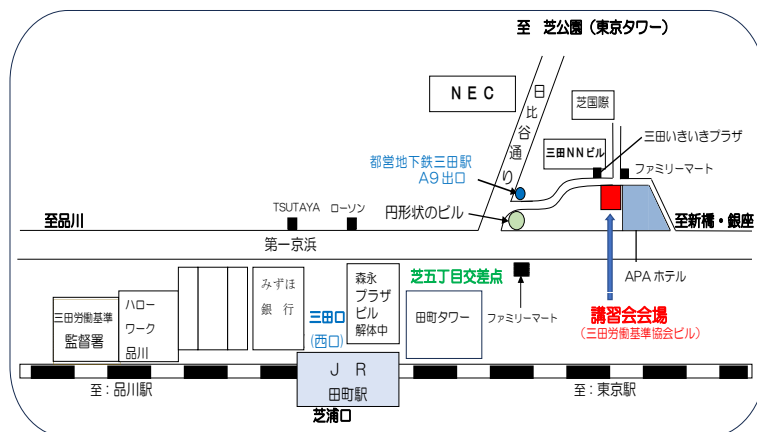 至 芝公園（東京タワー）
ＮＥＣ
日比谷通り
芝国際
三田いきいきプラザ
三田NNビル
ファミリーマート
都営地下鉄三田駅
A9出口
至品川
TSUTAYA
ローソン
円形状のビル
至新橋・銀座
第一京浜
APAホテル
みずほ
銀 行
森永
プラザ
ビル
解体中
芝五丁目交差点
三田労働基準
監督署
ハロー
ワーク
品川
三田口
(西口)
田町タワー
ファミリーマート
講習会会場
（三田労働基準協会ビル）
Ｊ Ｒ
田町駅
至：品川駅
至：東京駅
芝浦口